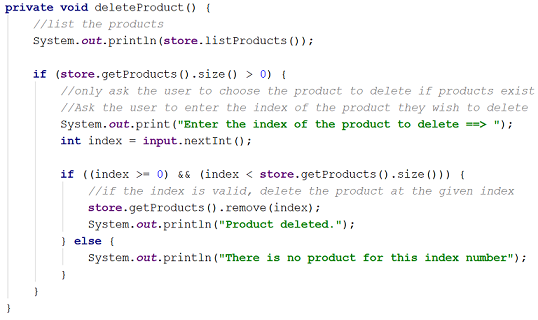 private void deleteProduct() {
//list the products
System.out.println(store.listProducts());
if (store.getProducts().size() > 0) {
//only ask the user to choose the product to delete if products exist
//Ask the user to enter the index of the product they wish to delete
System.out.print("Enter the index of the product to delete ==> ");
int index = input.nextInt();
if ((index >= 0) && (index < store.getProducts().size())) {
//if the index is valid, delete the product at the given index
store.getProducts().remove(index);
System.out.println("Product deleted.");
} else {
System.out.println("There is no product for this index number");
}
}
}